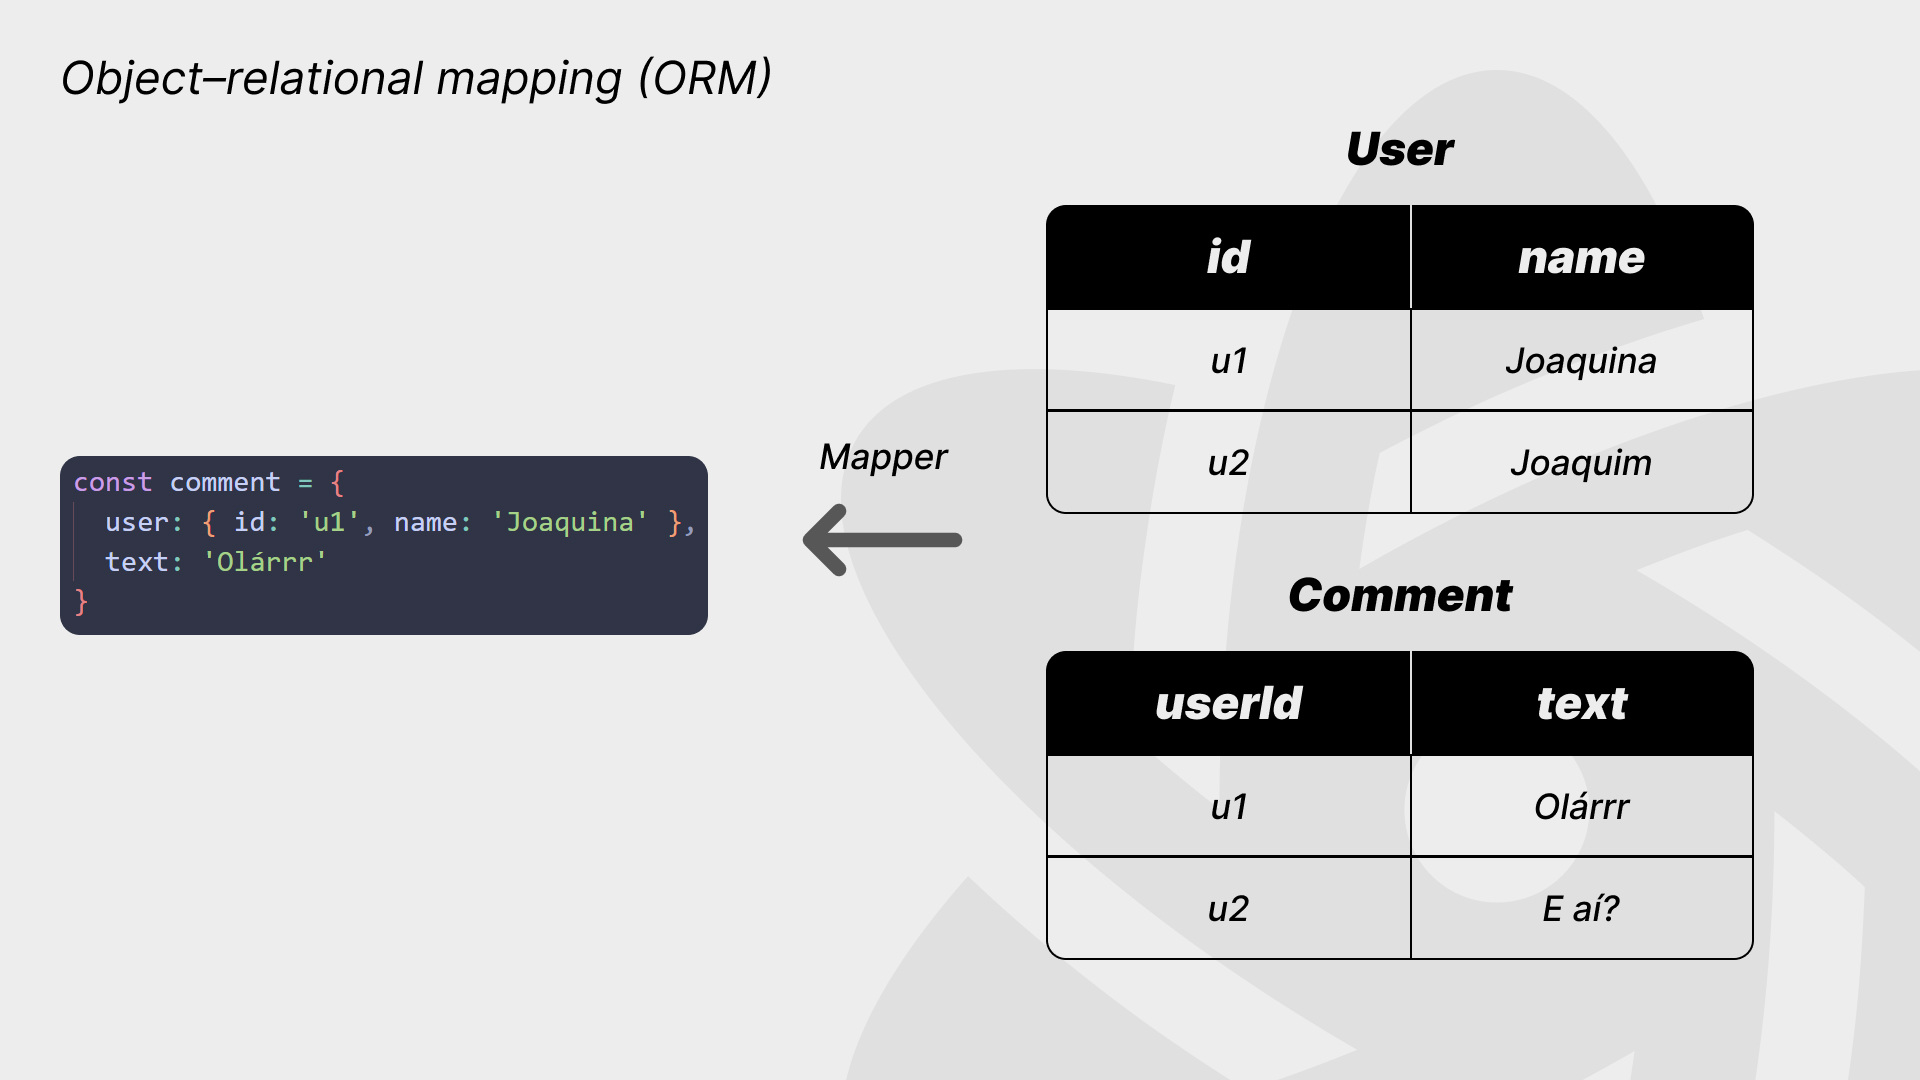 Object–relational mapping (ORM)
const comment = {
  user: { id: 'u1', name: 'Joaquina' },
  text: 'Olárrr'
}
Mapper
User
id name
u1 Joaquina
u2 Joaquim
Comment
userId text
u1 Olárrr
u2 E aí?